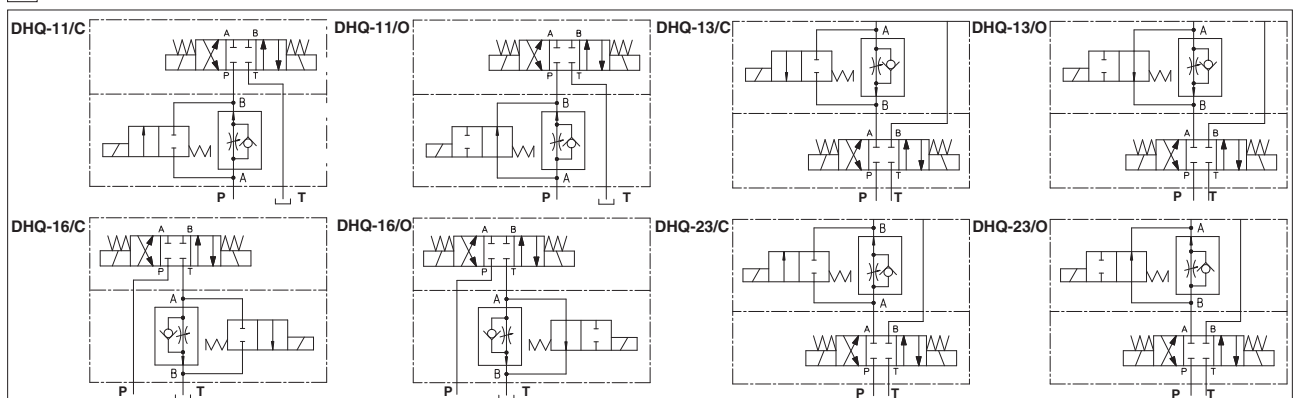 DHQ-11/C
A B
P T
B
A
P T
DHQ-11/O
A B
P T
B
A
P T
DHQ-13/C
A
B
A B
P T
P T
DHQ-13/O
A
B
A B
P T
P T
DHQ-16/C
A B
P T
A
B
P T
DHQ-16/O
A B
P T
A
B
P T
DHQ-23/C
B
A
A B
P T
P T
DHQ-23/O
A
B
A B
P T
P T